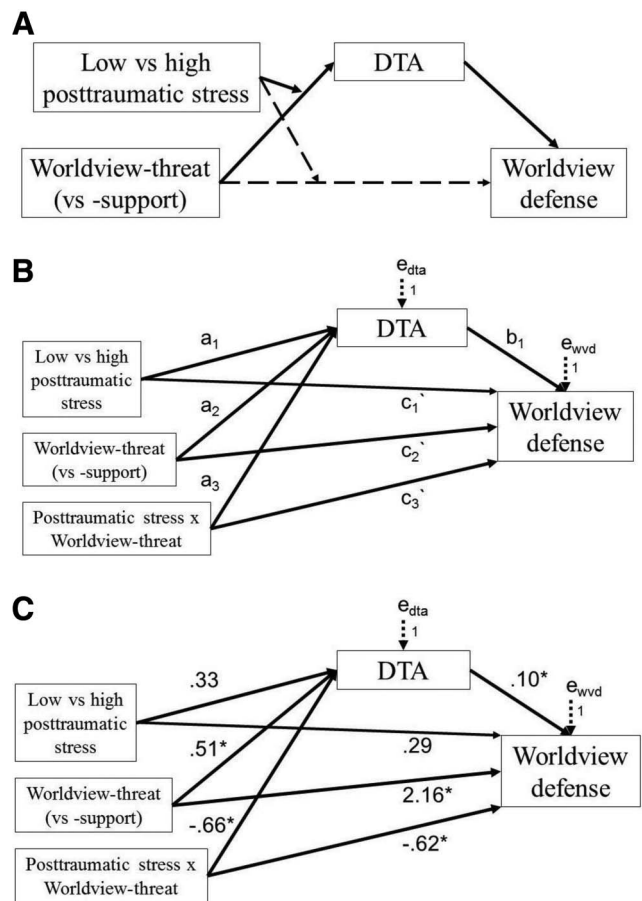 A
Low vs high
posttraumatic stress
DTA
Worldview-threat
(vs -support)
Worldview
defense
B
e_dta
1
DTA
a₁
b₁
e_wvd
1
Low vs high
posttraumatic
stress
c₁`
Worldview
defense
a₂
Worldview-threat
(vs -support)
c₂`
a₃
Posttraumatic stress x
Worldview-threat
c₃`
C
e_dta
1
DTA
.33
.10*
e_wvd
1
Low vs high
posttraumatic
stress
.29
Worldview
defense
.51*
Worldview-threat
(vs -support)
2.16*
-.66*
Posttraumatic stress x
Worldview-threat
-.62*